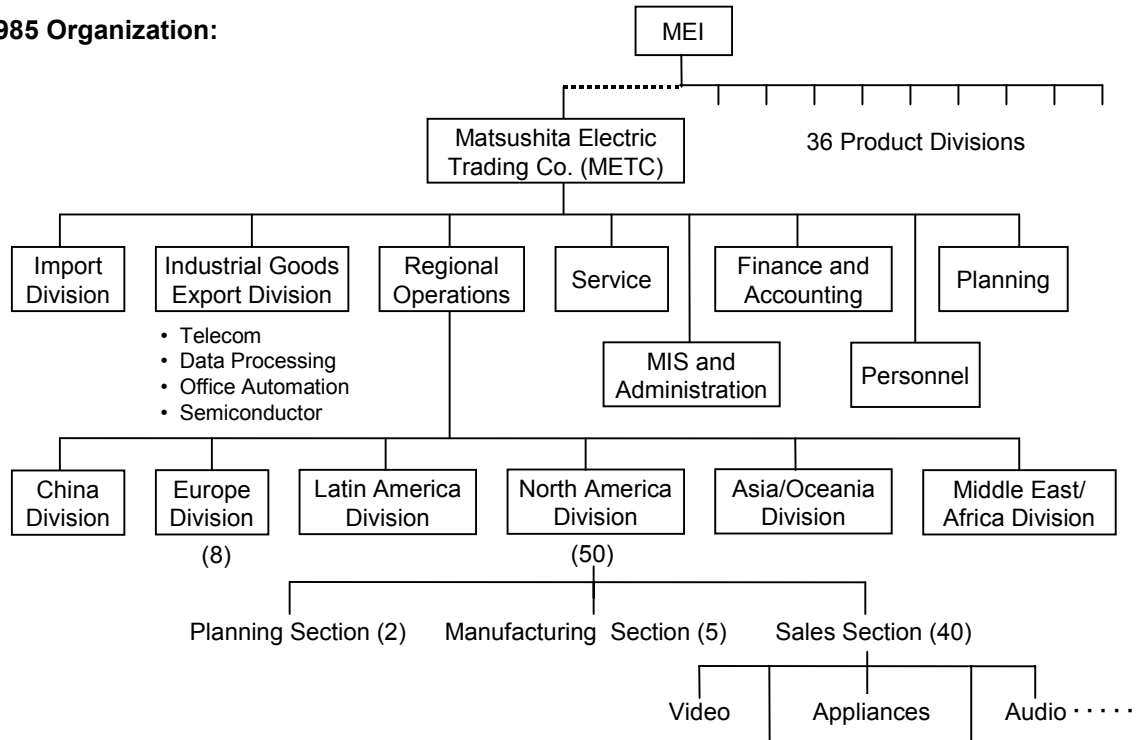 985 Organization:
MEI
Matsushita Electric
Trading Co. (METC)
36 Product Divisions
Import
Division
Industrial Goods
Export Division
Regional
Operations
Service
Finance and
Accounting
Planning
• Telecom
• Data Processing
• Office Automation
• Semiconductor
MIS and
Administration
Personnel
China
Division
Europe
Division
(8)
Latin America
Division
North America
Division
(50)
Asia/Oceania
Division
Middle East/
Africa Division
Planning Section (2)
Manufacturing Section (5)
Sales Section (40)
Video
Appliances
Audio · · · · ·